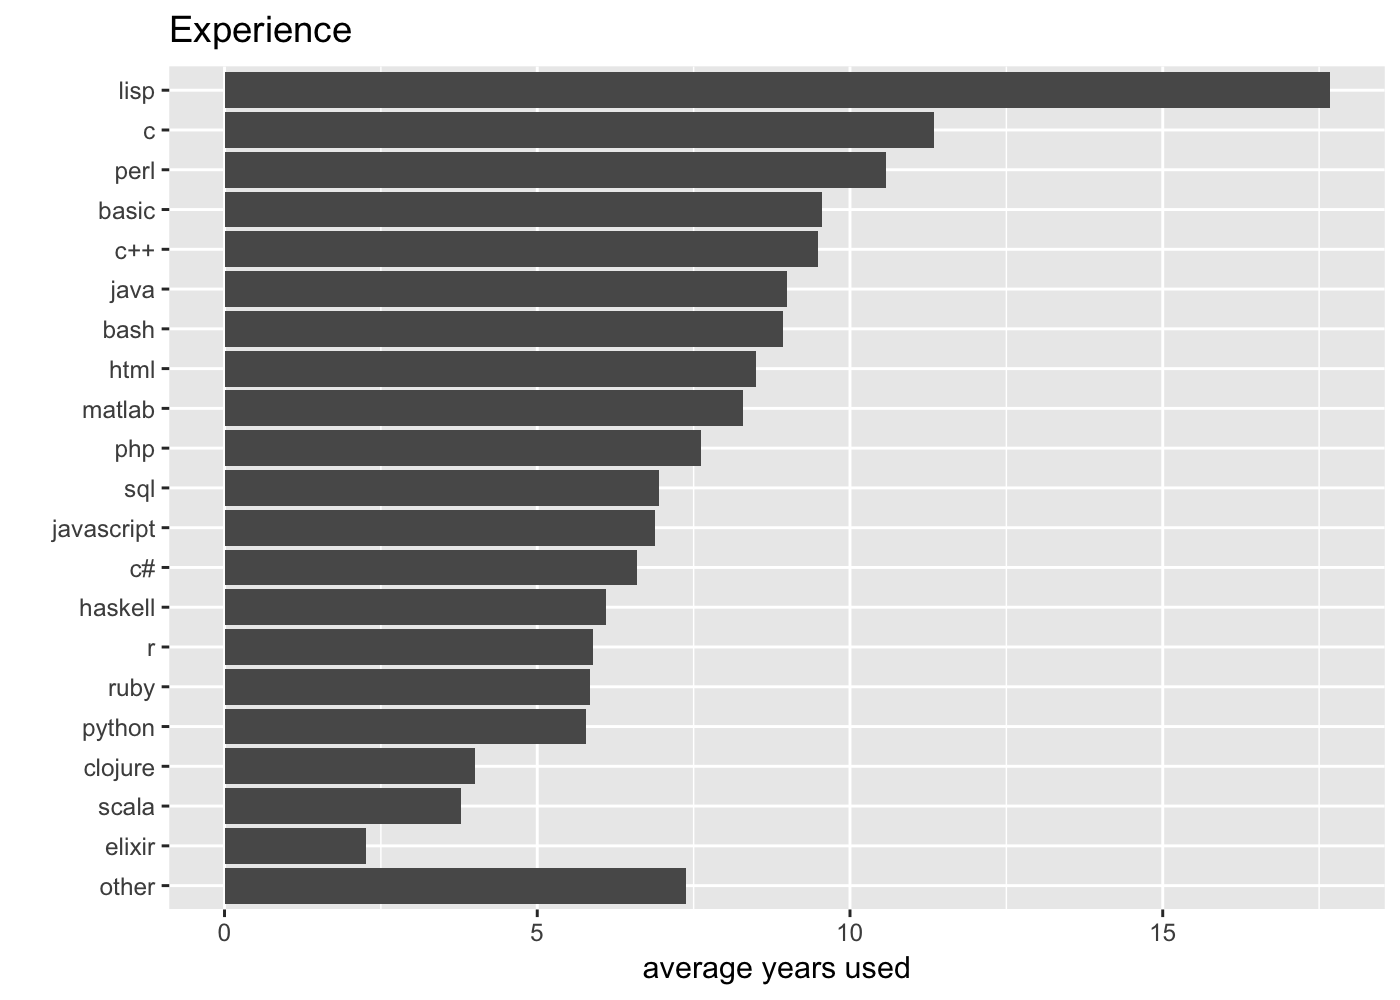 Experience
lisp
c
perl
basic
c++
java
bash
html
matlab
php
sql
javascript
c#
haskell
r
ruby
python
clojure
scala
elixir
other
0 5 10 15
average years used